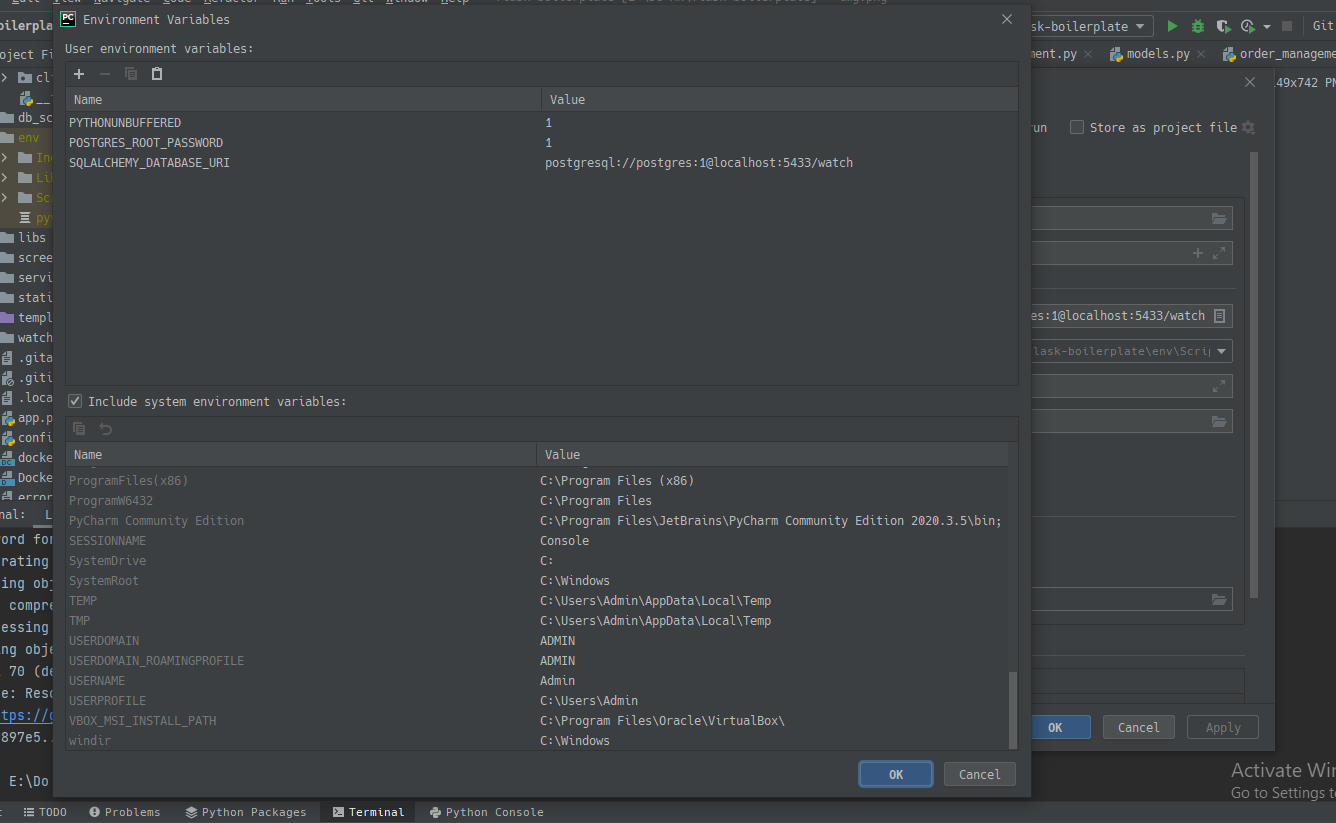 Environment Variables
User environment variables:
Name Value
PYTHONUNBUFFERED 1
POSTGRES_ROOT_PASSWORD 1
SQLALCHEMY_DATABASE_URI postgresql://postgres:1@localhost:5433/watch
Include system environment variables:
Name Value
ProgramFiles(x86) C:\Program Files (x86)
ProgramW6432 C:\Program Files
PyCharm Community Edition C:\Program Files\JetBrains\PyCharm Community Edition 2020.3.5\bin;
SESSIONNAME Console
SystemDrive C:
SystemRoot C:\Windows
TEMP C:\Users\Admin\AppData\Local\Temp
TMP C:\Users\Admin\AppData\Local\Temp
USERDOMAIN ADMIN
USERDOMAIN_ROAMINGPROFILE ADMIN
USERNAME Admin
USERPROFILE C:\Users\Admin
VBOX_MSI_INSTALL_PATH C:\Program Files\Oracle\VirtualBox\
windir C:\Windows
OK Cancel
oilerpla
oject Fi
cl
db_sc
env
In
Li
Sc
py
libs
scree
servi
stati
templ
watch
.gita
.giti
.loca
app.p
confi
docke
Docke
error
nal: L
ord for
rating
ing obj
compre
essing
ng obje
70 (de
e: Reso
tps://
897e5..
E:\Do
sk-boilerplate Git
ment.py models.py order_manageme
149x742 PN
run Store as project file
es:1@localhost:5433/watch
lask-boilerplate\env\Scrip
OK Cancel Apply
Activate Wi
Go to Settings t
TODO Problems Python Packages Terminal Python Console